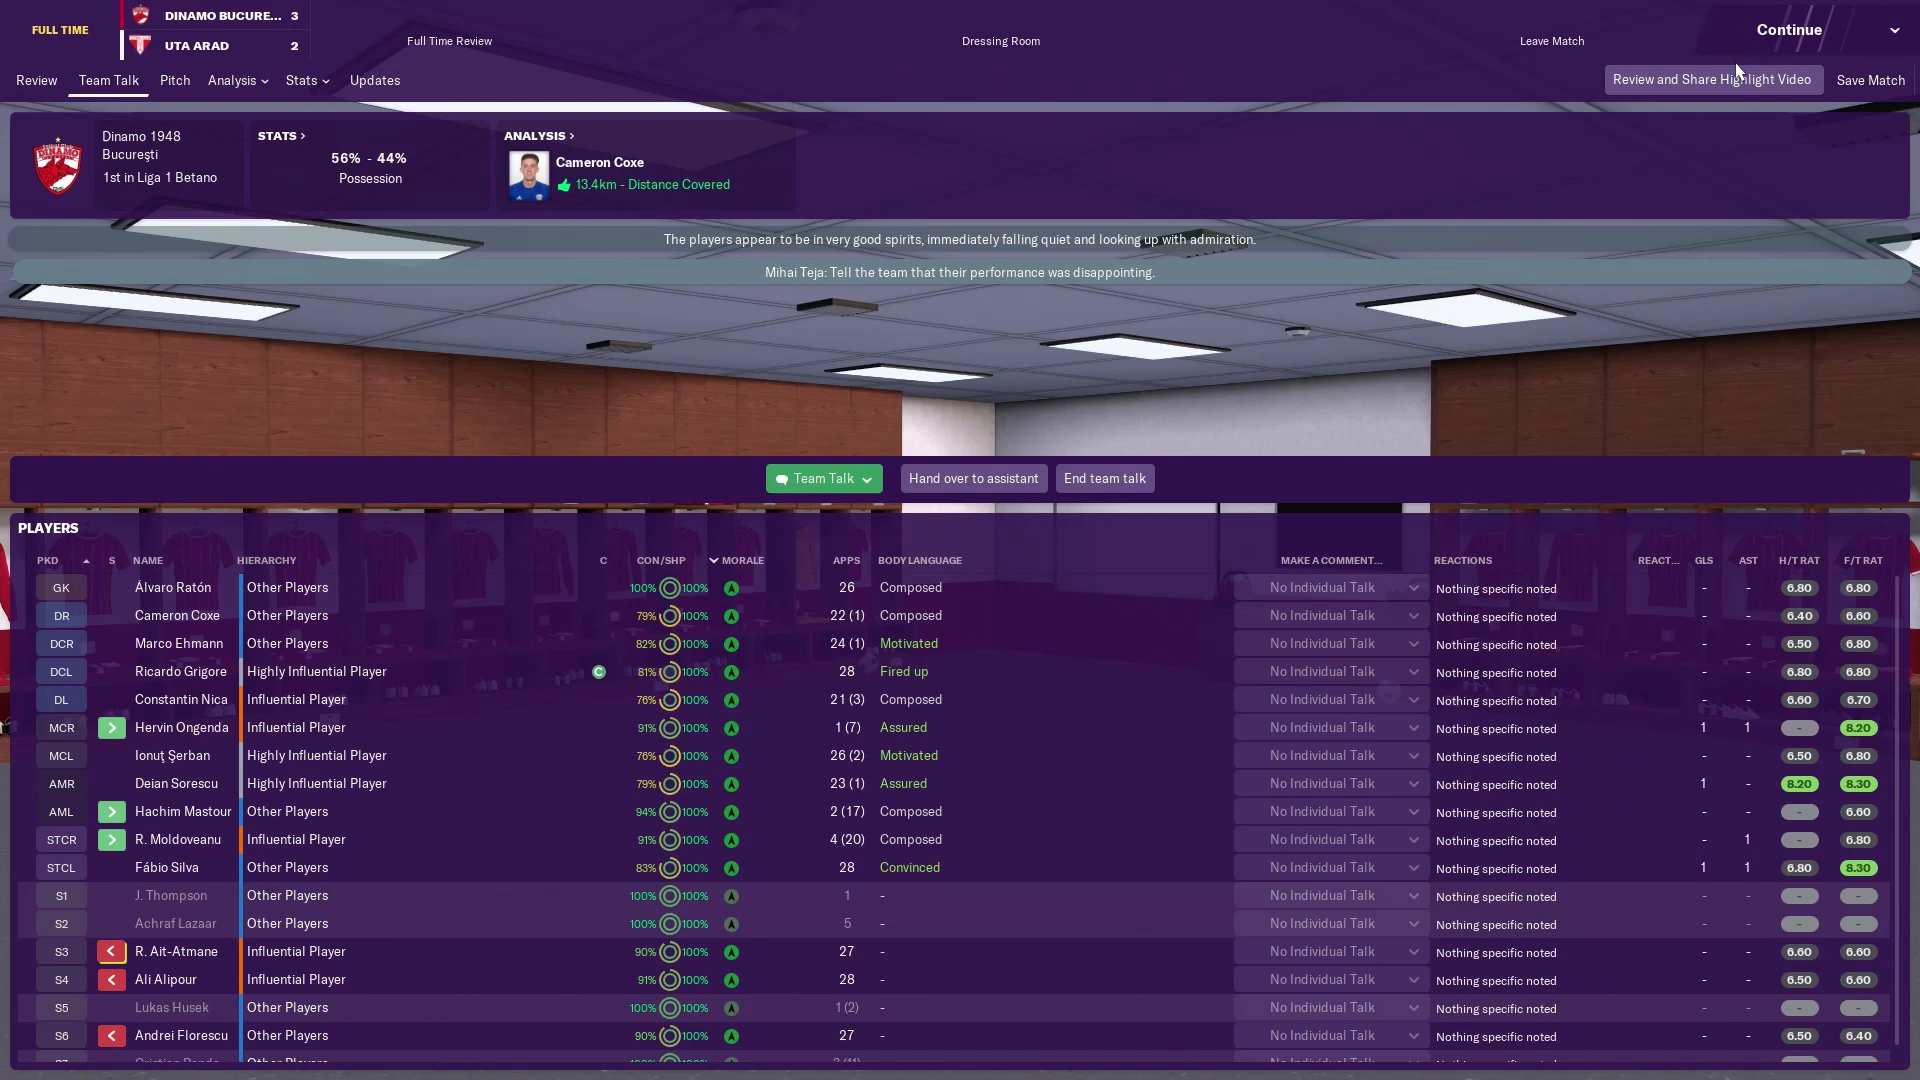 FULL TIME
DINAMO BUCURE... 3
UTA ARAD 2
Full Time Review
Dressing Room
Leave Match
Continue
Review Team Talk Pitch Analysis Stats Updates
Review and Share Highlight Video Save Match
Dinamo 1948
Bucureşti
1st in Liga 1 Betano
STATS >
56% - 44%
Possession
ANALYSIS >
Cameron Coxe
13.4km - Distance Covered
The players appear to be in very good spirits, immediately falling quiet and looking up with admiration.
Mihai Teja: Tell the team that their performance was disappointing.
Team Talk Hand over to assistant End team talk
PLAYERS
PKD S NAME HIERARCHY C CON/SHP MORALE APPS BODY LANGUAGE MAKE A COMMENT... REACTIONS REACT... GLS AST H/T RAT F/T RAT
GK Álvaro Ratón Other Players 100% 100% 26 Composed No Individual Talk Nothing specific noted - - 6.80 6.80
DR Cameron Coxe Other Players 79% 100% 22 (1) Composed No Individual Talk Nothing specific noted - - 6.40 6.60
DCR Marco Ehmann Other Players 82% 100% 24 (1) Motivated No Individual Talk Nothing specific noted - - 6.50 6.80
DCL Ricardo Grigore Highly Influential Player C 81% 100% 28 Fired up No Individual Talk Nothing specific noted - - 6.80 6.80
DL Constantin Nica Influential Player 76% 100% 21 (3) Composed No Individual Talk Nothing specific noted - - 6.60 6.70
MCR Hervin Ongenda Influential Player 91% 100% 1 (7) Assured No Individual Talk Nothing specific noted 1 1 - 8.20
MCL Ionuţ Şerban Highly Influential Player 76% 100% 26 (2) Motivated No Individual Talk Nothing specific noted - - 6.50 6.80
AMR Deian Sorescu Highly Influential Player 79% 100% 23 (1) Assured No Individual Talk Nothing specific noted 1 - 8.20 8.30
AML Hachim Mastour Other Players 94% 100% 2 (17) Composed No Individual Talk Nothing specific noted - - - 6.60
STCR R. Moldoveanu Influential Player 91% 100% 4 (20) Composed No Individual Talk Nothing specific noted - 1 - 6.80
STCL Fábio Silva Other Players 83% 100% 28 Convinced No Individual Talk Nothing specific noted 1 1 6.80 8.30
S1 J. Thompson Other Players 100% 100% 1 - No Individual Talk Nothing specific noted - - - -
S2 Achraf Lazaar Other Players 100% 100% 5 - No Individual Talk Nothing specific noted - - - -
S3 R. Ait-Atmane Influential Player 90% 100% 27 - No Individual Talk Nothing specific noted - - 6.60 6.60
S4 Ali Alipour Influential Player 91% 100% 28 - No Individual Talk Nothing specific noted - - 6.50 6.60
S5 Lukas Husek Other Players 100% 100% 1 (2) - No Individual Talk Nothing specific noted - - - -
S6 Andrei Florescu Other Players 90% 100% 27 - No Individual Talk Nothing specific noted - - 6.50 6.40